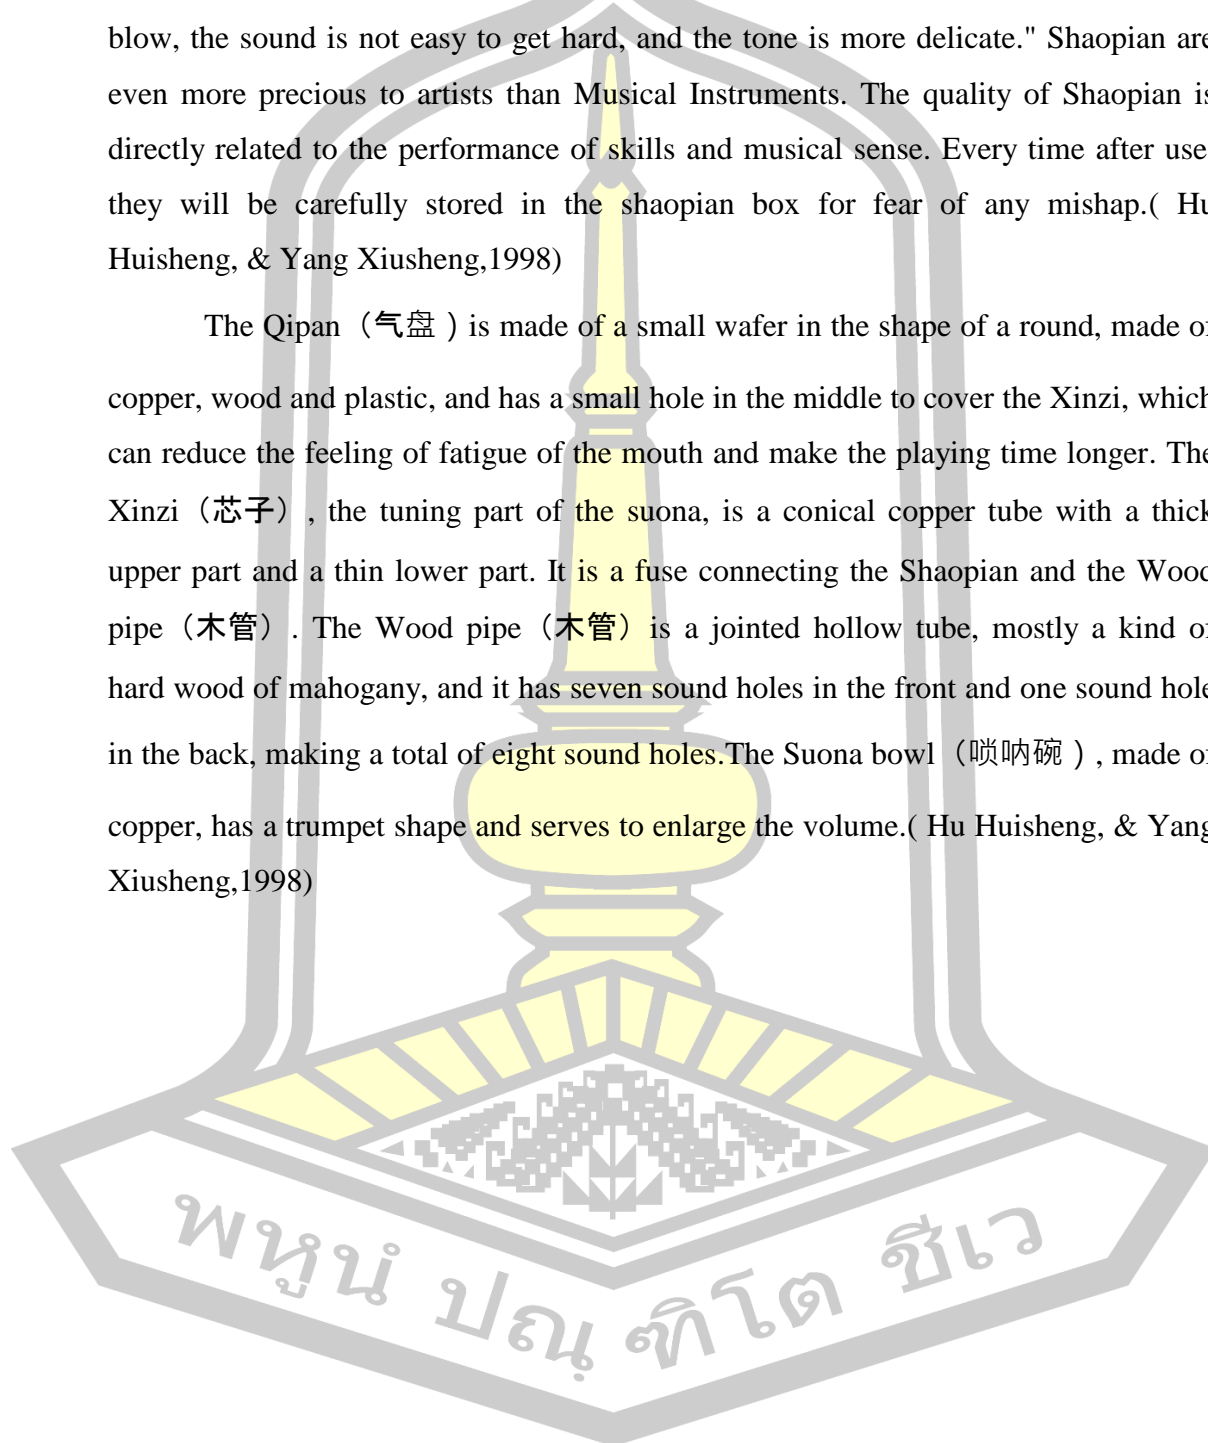 blow, the sound is not easy to get hard, and the tone is more delicate." Shaopian are
even more precious to artists than Musical Instruments. The quality of Shaopian is
directly related to the performance of skills and musical sense. Every time after use
they will be carefully stored in the shaopian box for fear of any mishap.( Hu
Huisheng, & Yang Xiusheng,1998)
The Qipan（气盘）is made of a small wafer in the shape of a round, made of
copper, wood and plastic, and has a small hole in the middle to cover the Xinzi, which
can reduce the feeling of fatigue of the mouth and make the playing time longer. The
Xinzi（芯子）, the tuning part of the suona, is a conical copper tube with a thick
upper part and a thin lower part. It is a fuse connecting the Shaopian and the Wood
pipe（木管）. The Wood pipe（木管）is a jointed hollow tube, mostly a kind of
hard wood of mahogany, and it has seven sound holes in the front and one sound hole
in the back, making a total of eight sound holes.The Suona bowl（唢呐碗）, made of
copper, has a trumpet shape and serves to enlarge the volume.( Hu Huisheng, & Yang
Xiusheng,1998)
พหูนํ ปณฺฑิโต ชีเว